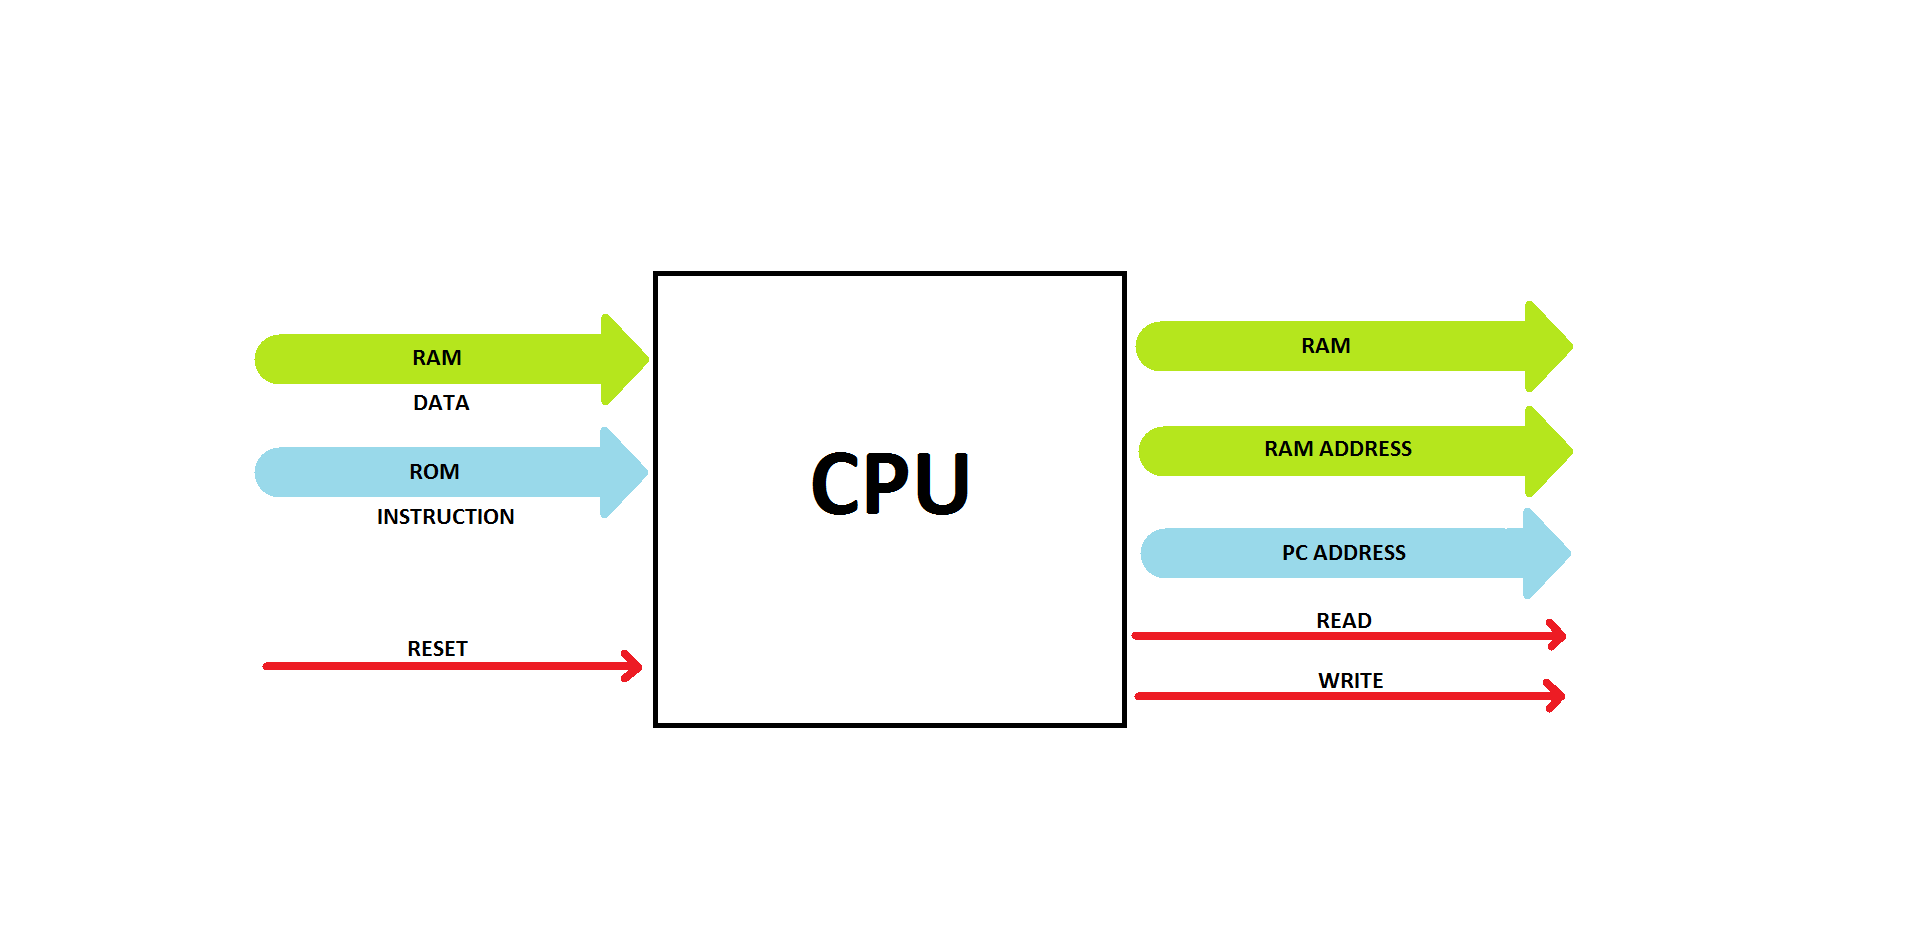 RAM
DATA
ROM
INSTRUCTION
RESET
CPU
RAM
RAM ADDRESS
PC ADDRESS
READ
WRITE